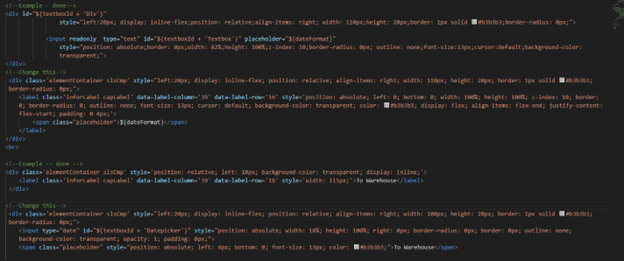 <!--Example - done-->
<div id="${textboxId + 'Div'}"
style="left:20px; display: inline-flex;position: relative;align-items: right; width: 110px;height: 20px;border: 1px solid #b3b3b3;border-radius: 0px;">
<input readonly type="text" id="${textboxId + 'Textbox'}" placeholder="${dateFormat}"
style="position: absolute;border: 0px;width: 82%;height: 100%;z-index: 10;border-radius: 0px; outline: none;font-size:13px;cursor:default;background-color:
transparent;">
</div>
<!--Change this-->
<div class='elementContainer slsCmp' style="left:20px; display: inline-flex; position: relative; align-items: right; width: 110px; height: 20px; border: 1px solid #b3b3b3;
border-radius: 0px;">
<label class='inforLabel capLabel' data-label-column='39' data-label-row='16' style='position: absolute; left: 0; bottom: 0; width: 100%; height: 100%; z-index: 10; border:
0; border-radius: 0; outline: none; font-size: 13px; cursor: default; background-color: transparent; color: #b3b3b3; display: flex; align-items: flex-end; justify-content:
flex-start; padding: 0 4px;'>
<span class="placeholder">${dateFormat}</span>
</label>
</div>
<br>
<!--Example -- done-->
<div class='elementContainer slsCmp' style='position: relative; left: 10px; background-color: transparent; display: inline;'>
<label class='inforLabel capLabel' data-label-column='39' data-label-row='16' style="width: 115px">To Warehouse</label>
</div>
<!--Change this-->
<div class='elementContainer slsCmp' style="left:20px; display: inline-flex; position: relative; align-items: right; width: 100px; height: 20px; border: 1px solid #b3b3b3;
border-radius: 0px;">
<input type="date" id="${textboxId + 'Datepicker'}" style="position: absolute; width: 18%; height: 100%; right: 0px; border-radius: 0px; border: 0px; outline: none;
background-color: transparent; opacity: 1; padding: 0px;">
<span class="placeholder" style="position: absolute; left: 4px; bottom: 0; font-size: 13px; color: #b3b3b3;">To Warehouse</span>